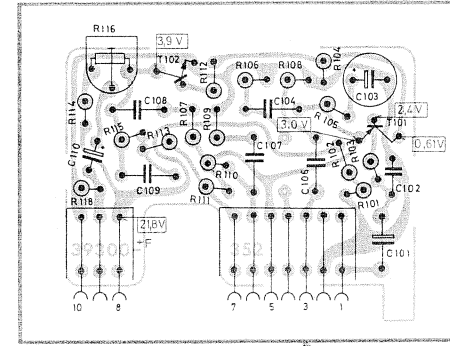 R116
3,9 V
T102
R112
R106
R108
R104
C103
R114
C108
R107
R109
C104
R105
2,4V
T101
R115
R113
3,0 V
0,61V
C110
C107
R102
R103
R110
C106
C102
C109
R111
R101
R118
21,8V
39300-
+F
352
C101
10
8
7
5
3
1